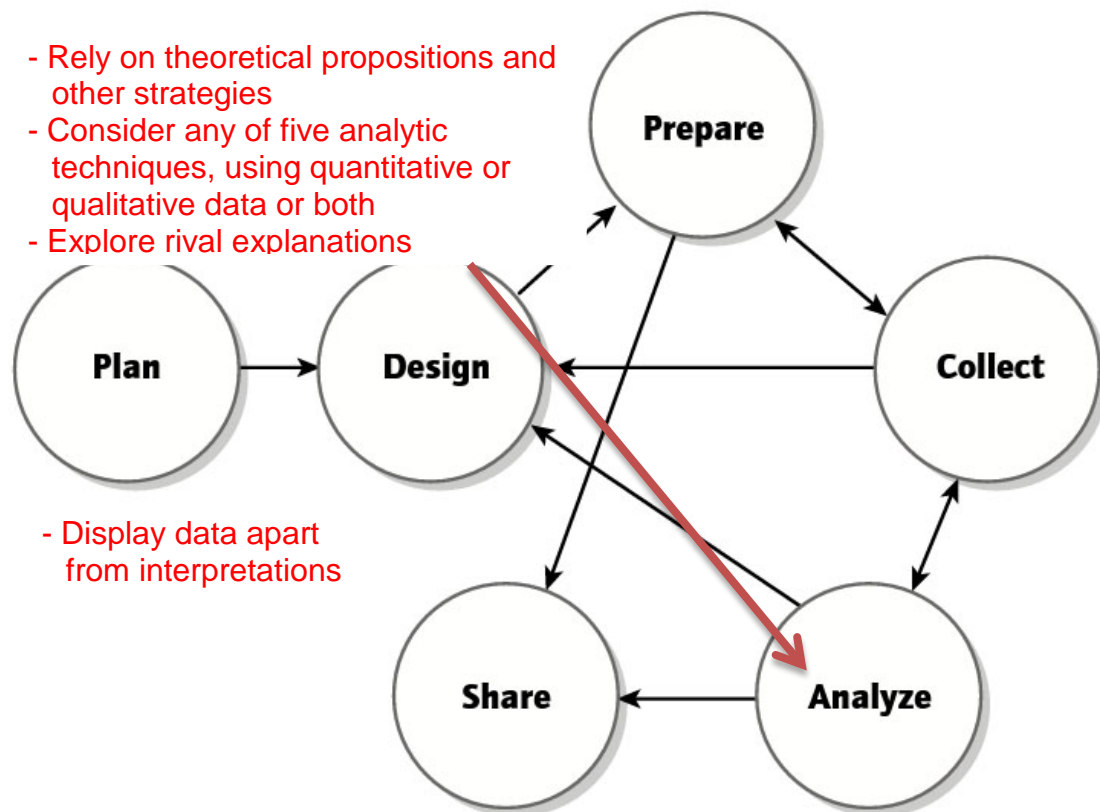 - Rely on theoretical propositions and
other strategies
- Consider any of five analytic
techniques, using quantitative or
qualitative data or both
- Explore rival explanations
Prepare
Plan
Design
Collect
- Display data apart
from interpretations
Share
Analyze